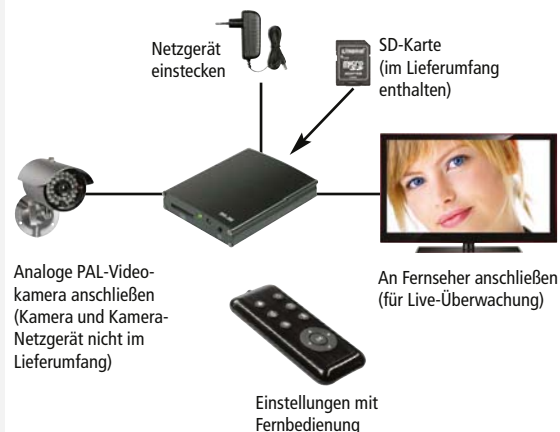 Netzgerät
einstecken
SD-Karte
(im Lieferumfang
enthalten)
Analoge PAL-Video-
kamera anschließen
(Kamera und Kamera-
Netzgerät nicht im
Lieferumfang)
An Fernseher anschließen
(für Live-Überwachung)
Einstellungen mit
Fernbedienung